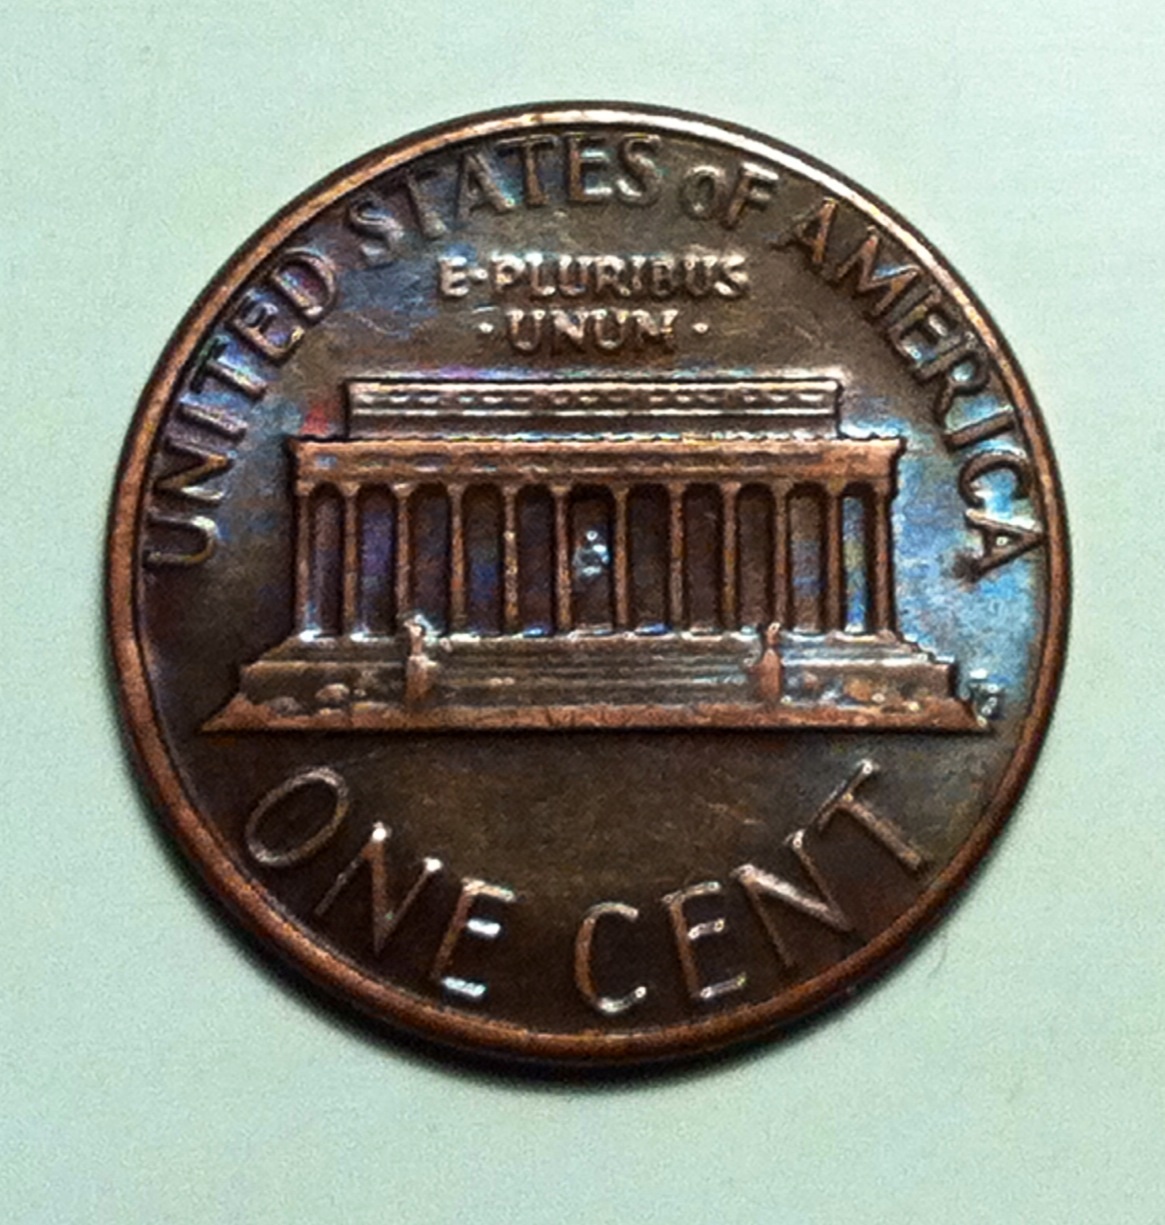 UNITED STATES OF AMERICA
E·PLURIBUS
·UNUM·
ONE CENT